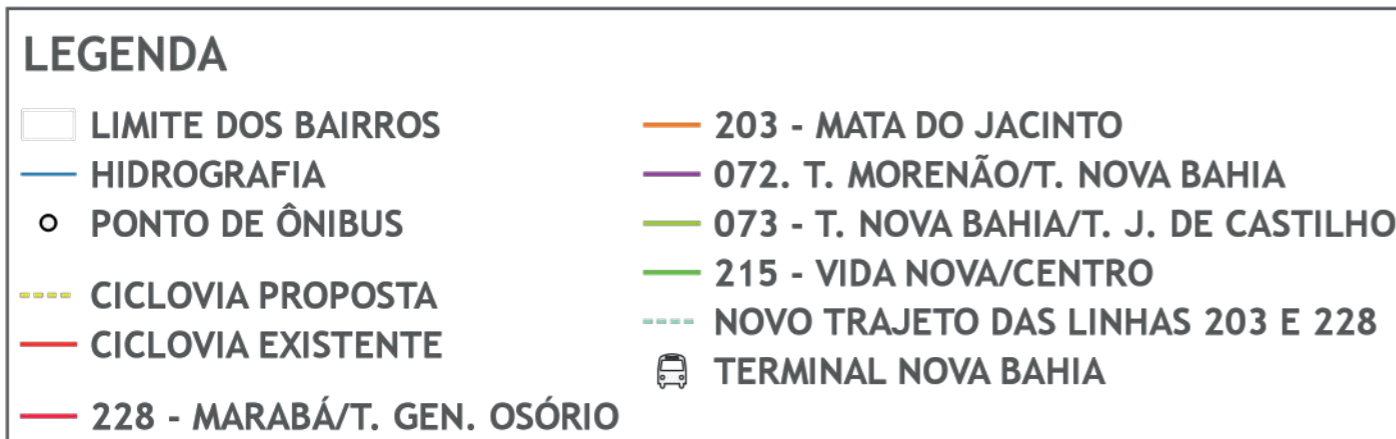 LEGENDA
LIMITE DOS BAIRROS
HIDROGRAFIA
PONTO DE ÔNIBUS
CICLOVIA PROPOSTA
CICLOVIA EXISTENTE
228 - MARABÁ/T. GEN. OSÓRIO
203 - MATA DO JACINTO
072. T. MORENÃO/T. NOVA BAHIA
073 - T. NOVA BAHIA/T. J. DE CASTILHO
215 - VIDA NOVA/CENTRO
NOVO TRAJETO DAS LINHAS 203 E 228
TERMINAL NOVA BAHIA